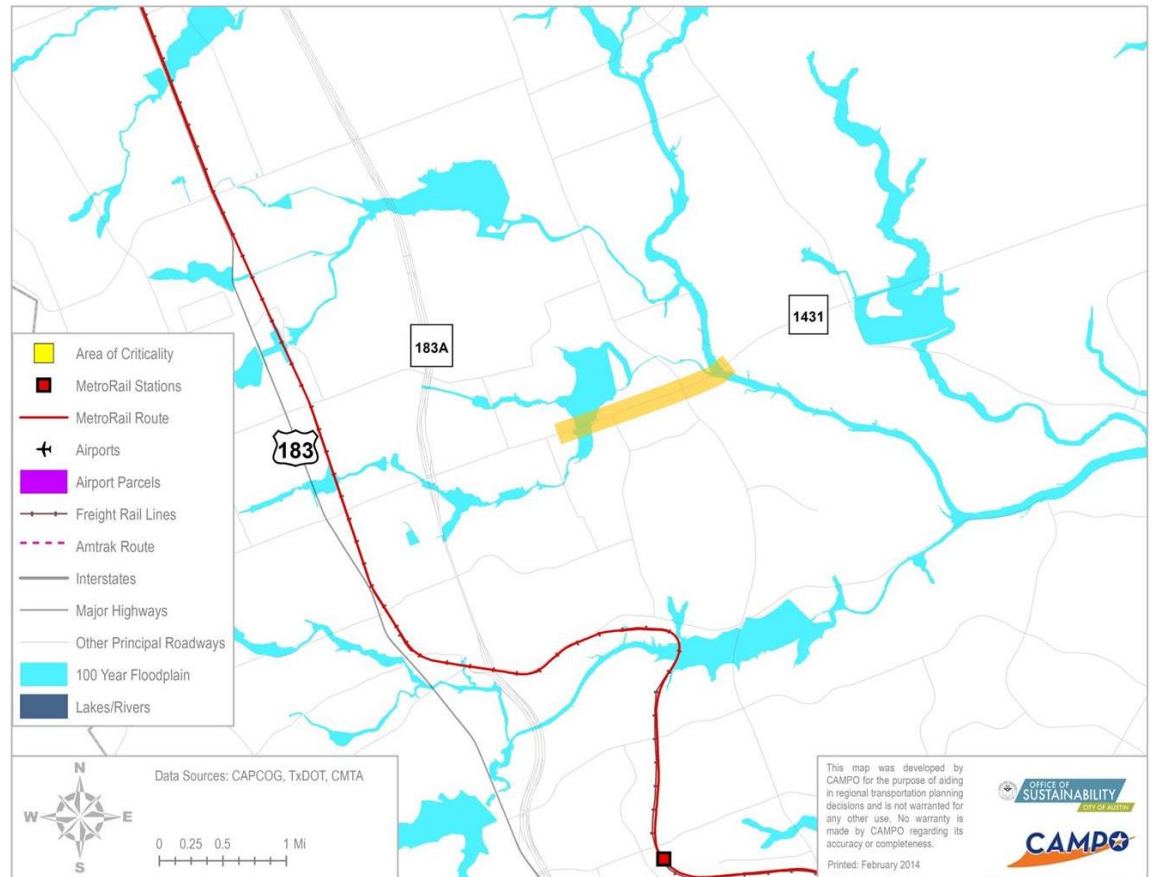 1431
183A
183
Area of Criticality
MetroRail Stations
MetroRail Route
Airports
Airport Parcels
Freight Rail Lines
Amtrak Route
Interstates
Major Highways
Other Principal Roadways
100 Year Floodplain
Lakes/Rivers
N
W E
S
Data Sources: CAPCOG, TxDOT, CMTA
0 0.25 0.5 1 Mi
This map was developed by
CAMPO for the purpose of aiding
in regional transportation planning
decisions and is not warranted for
any other use. No warranty is
made by CAMPO regarding its
accuracy or completeness.
Printed: February 2014
OFFICE OF
SUSTAINABILITY
CITY OF AUSTIN
CAMPO